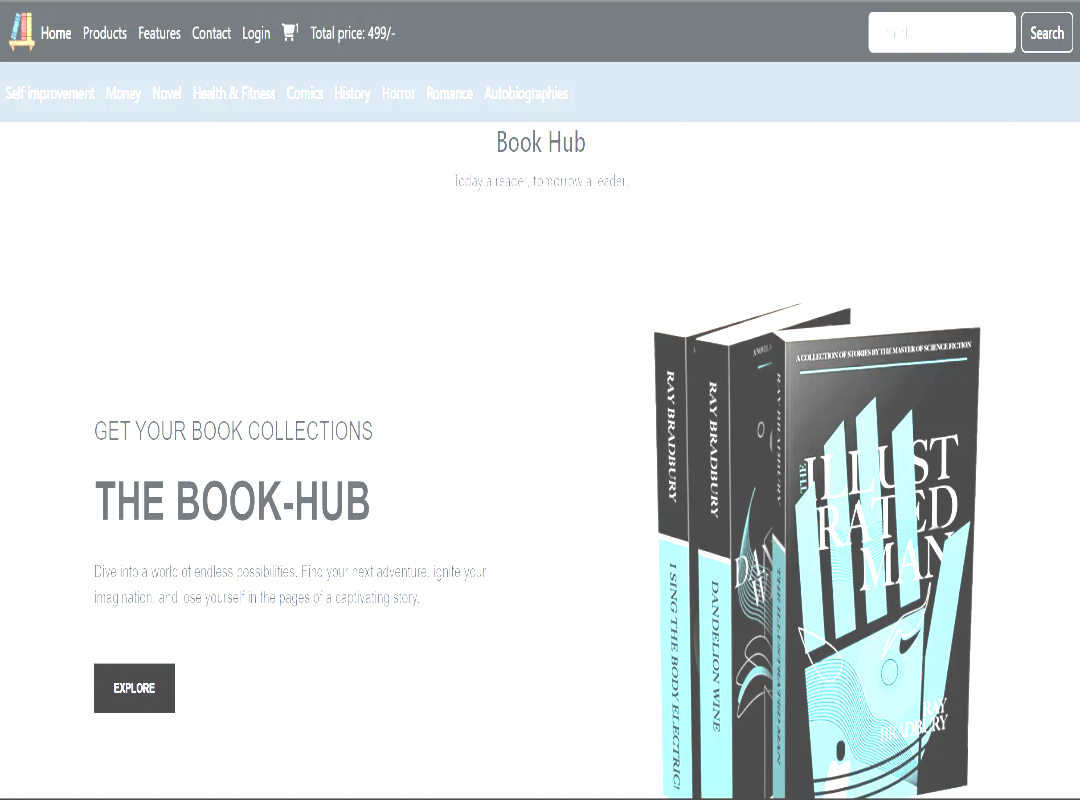 Home Products Features Contact Login 1 Total price: 499/- Search Search
Self improvement Money Novel Health & Fitness Comics History Horror Romance Autobiographies
Book Hub
Today a reader, tomorrow a leader.
GET YOUR BOOK COLLECTIONS
THE BOOK-HUB
Dive into a world of endless possibilities. Find your next adventure, ignite your
imagination, and lose yourself in the pages of a captivating story.
EXPLORE
RAY BRADBURY
I SING THE BODY ELECTRIC!
RAY BRADBURY
DANDELION WINE
A NOVEL
DAN
W
RAY BRADBURY
THE ILLUSTRATED MAN
A COLLECTION OF STORIES BY THE MASTER OF SCIENCE FICTION
THE
ILLUST
RATED
MAN
RAY
BRADBURY